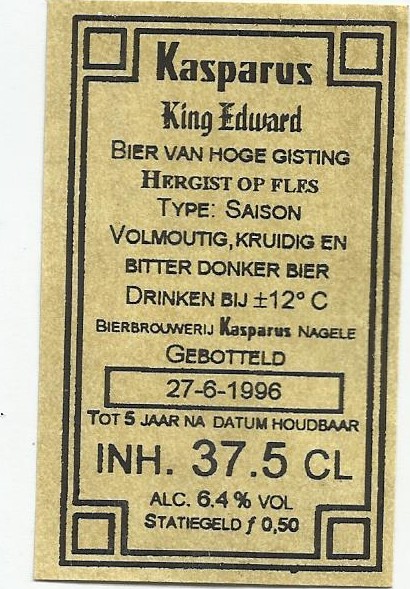 Kasparus
King Edward
BIER VAN HOGE GISTING
HERGIST OP FLES
TYPE: SAISON
VOLMOUTIG, KRUIDIG EN
BITTER DONKER BIER
DRINKEN BIJ ±12° C
BIERBROUWERIJ Kasparus NAGELE
GEBOTTELD
27-6-1996
TOT 5 JAAR NA DATUM HOUDBAAR
INH. 37.5 CL
ALC. 6.4 % VOL
STATIEGELD ƒ 0,50